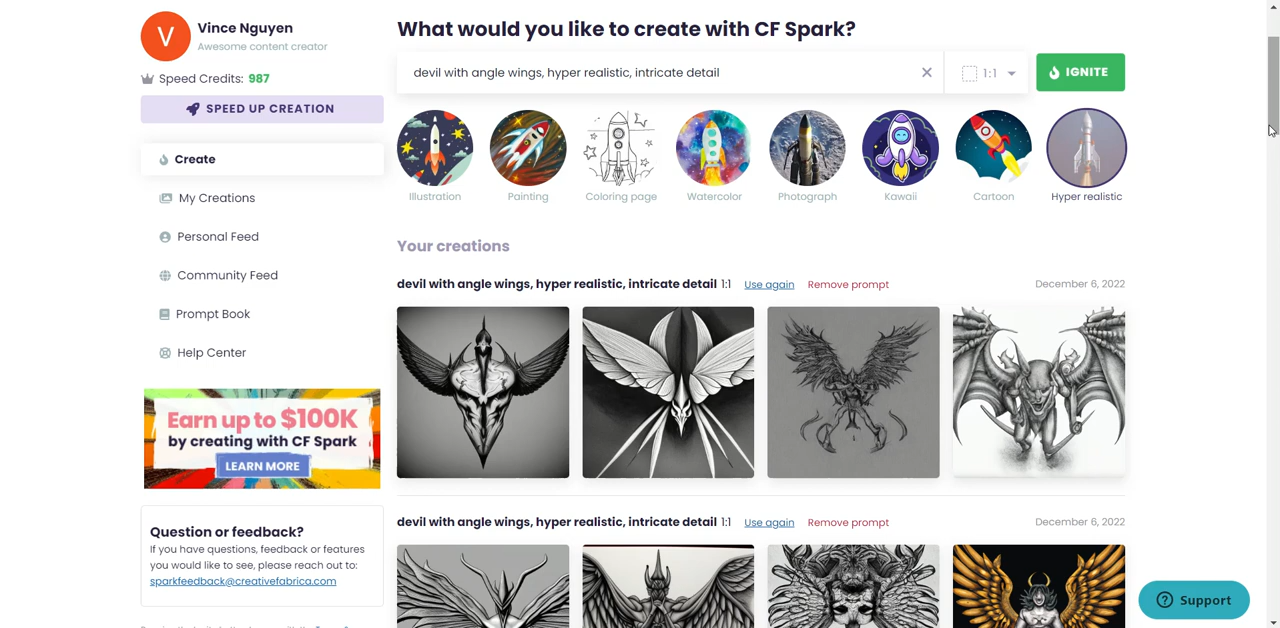 V
Vince Nguyen
Awesome content creator
Speed Credits: 987
SPEED UP CREATION
Create
My Creations
Personal Feed
Community Feed
Prompt Book
Help Center
Earn up to $100K
by creating with CF Spark
LEARN MORE
Question or feedback?
If you have questions, feedback or features
you would like to see, please reach out to:
sparkfeedback@creativefabrica.com
What would you like to create with CF Spark?
devil with angle wings, hyper realistic, intricate detail
1:1
IGNITE
Illustration
Painting
Coloring page
Watercolor
Photograph
Kawaii
Cartoon
Hyper realistic
Your creations
devil with angle wings, hyper realistic, intricate detail 1:1 Use again Remove prompt December 6, 2022
devil with angle wings, hyper realistic, intricate detail 1:1 Use again Remove prompt December 6, 2022
Support